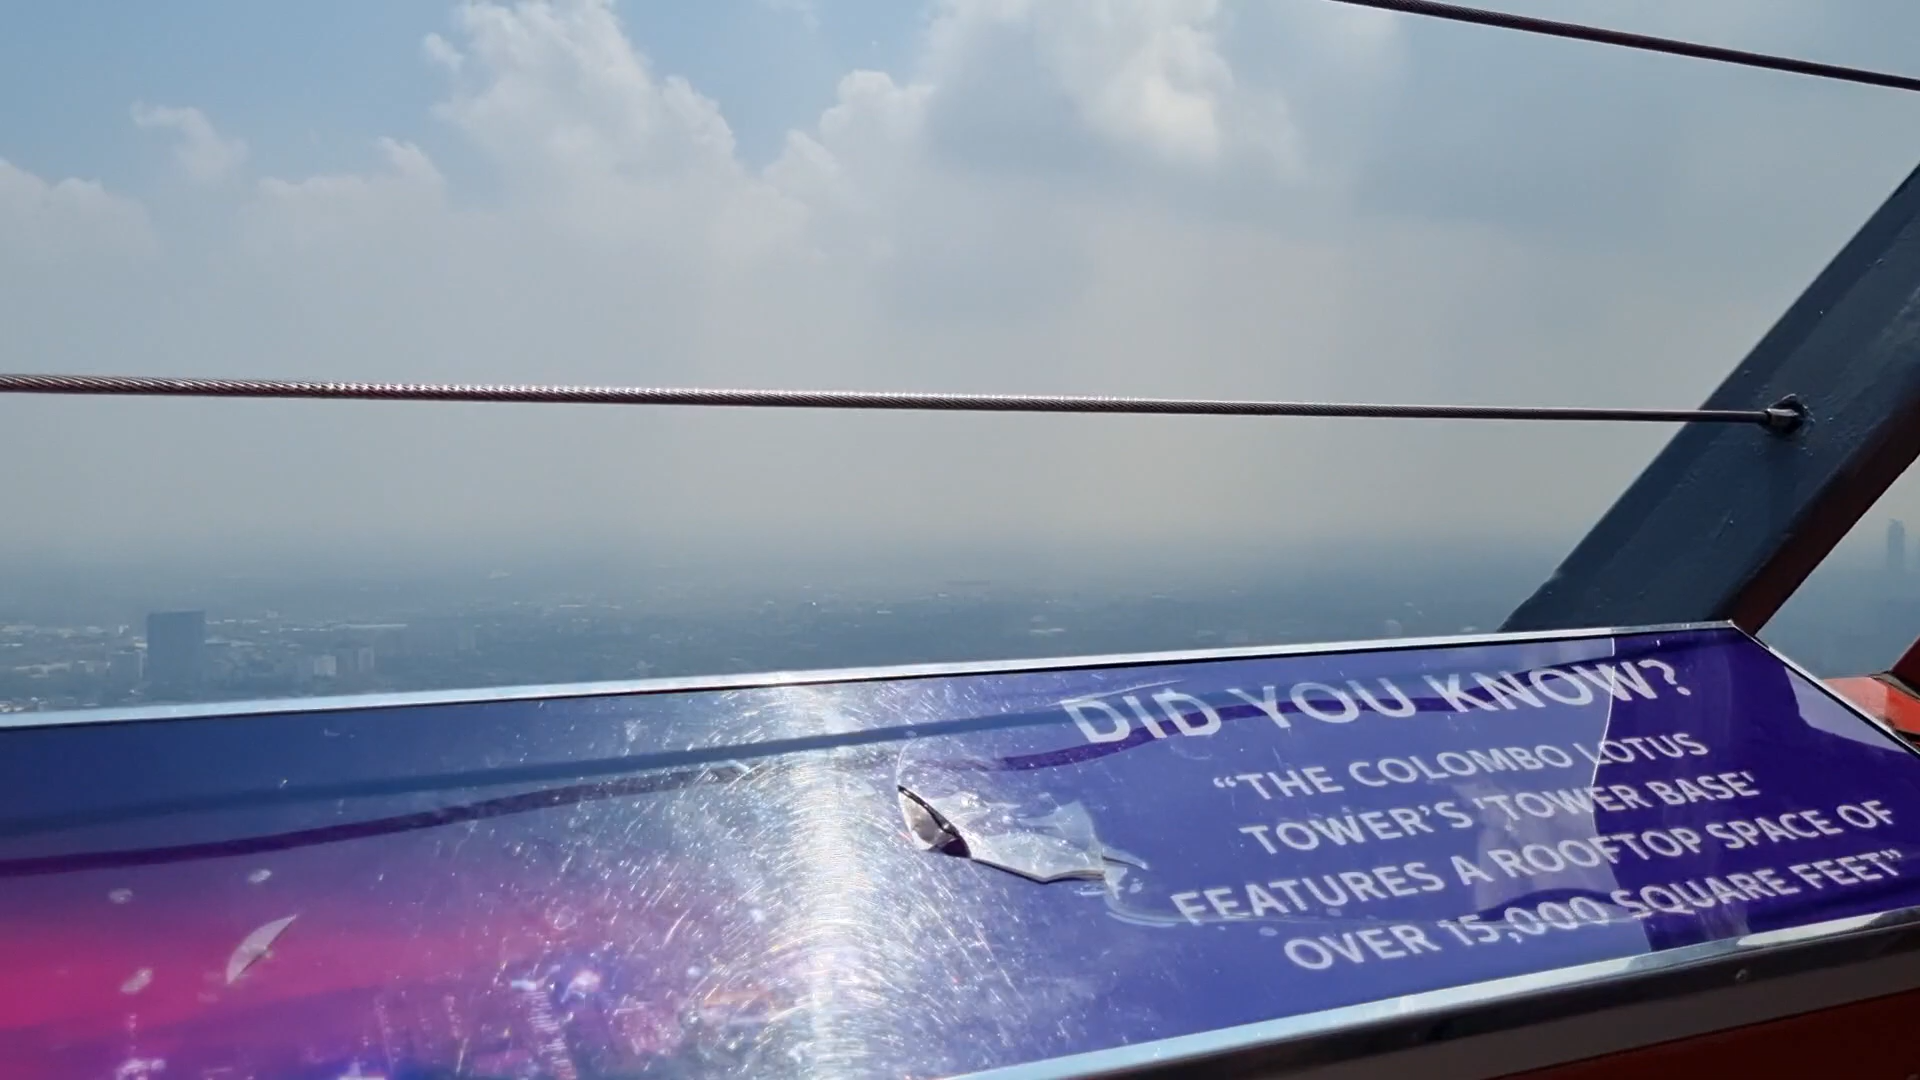 DID YOU KNOW?
“THE COLOMBO LOTUS
TOWER’S 'TOWER BASE'
FEATURES A ROOFTOP SPACE OF
OVER 15,000 SQUARE FEET”